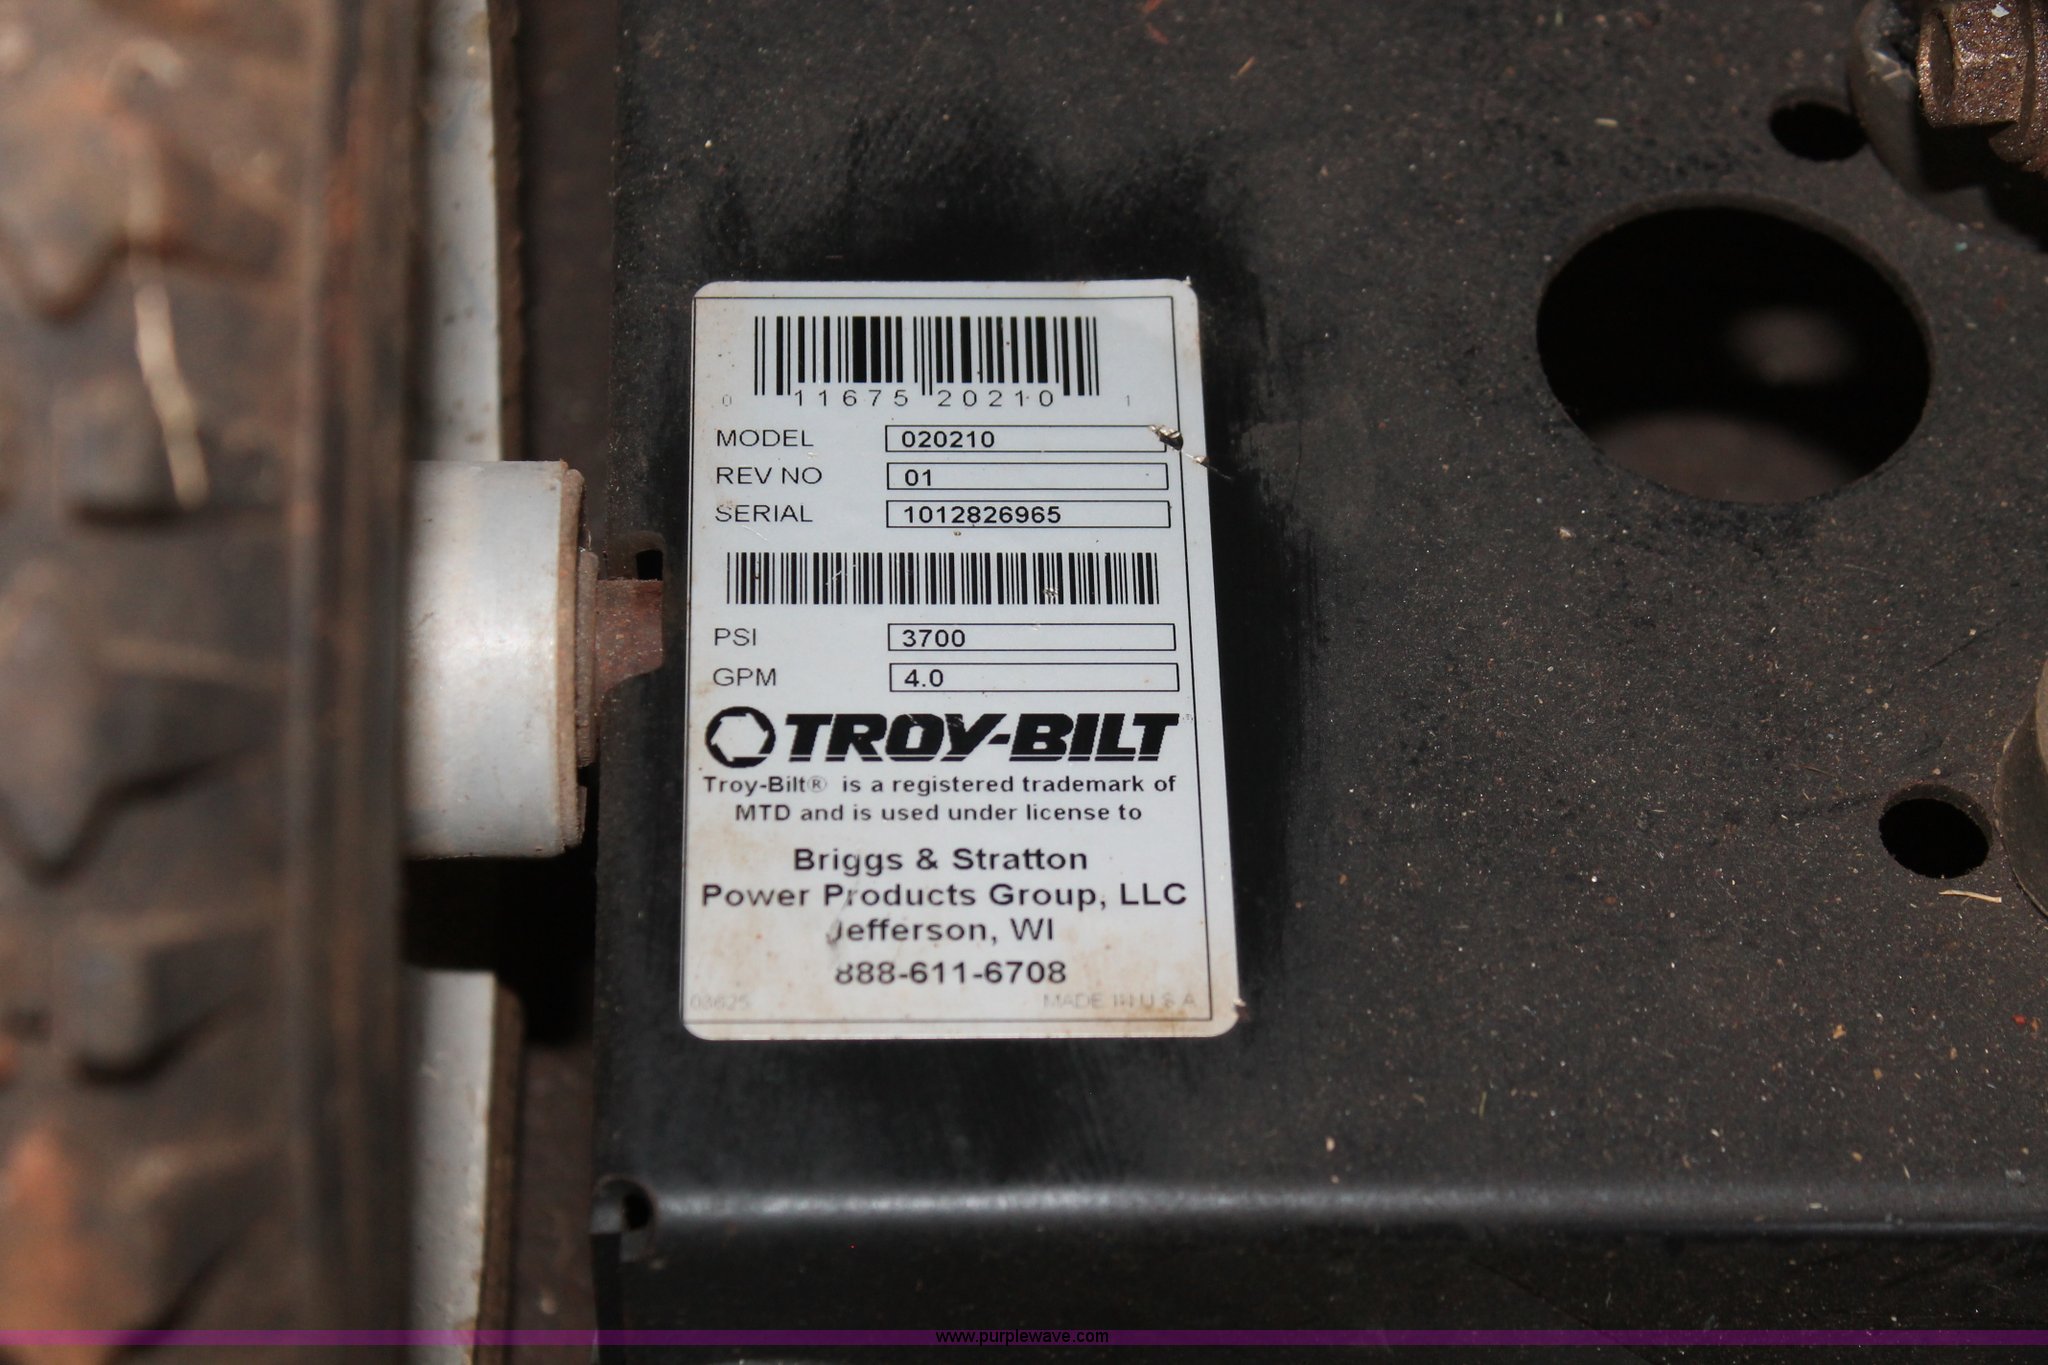 0 11675 20210 1
MODEL 020210
REV NO 01
SERIAL 1012826965
PSI 3700
GPM 4.0
TROY-BILT
Troy-Bilt® is a registered trademark of
MTD and is used under license to
Briggs & Stratton
Power Products Group, LLC
Jefferson, WI
888-611-6708
03625 MADE IN U.S.A
www.purplewave.com